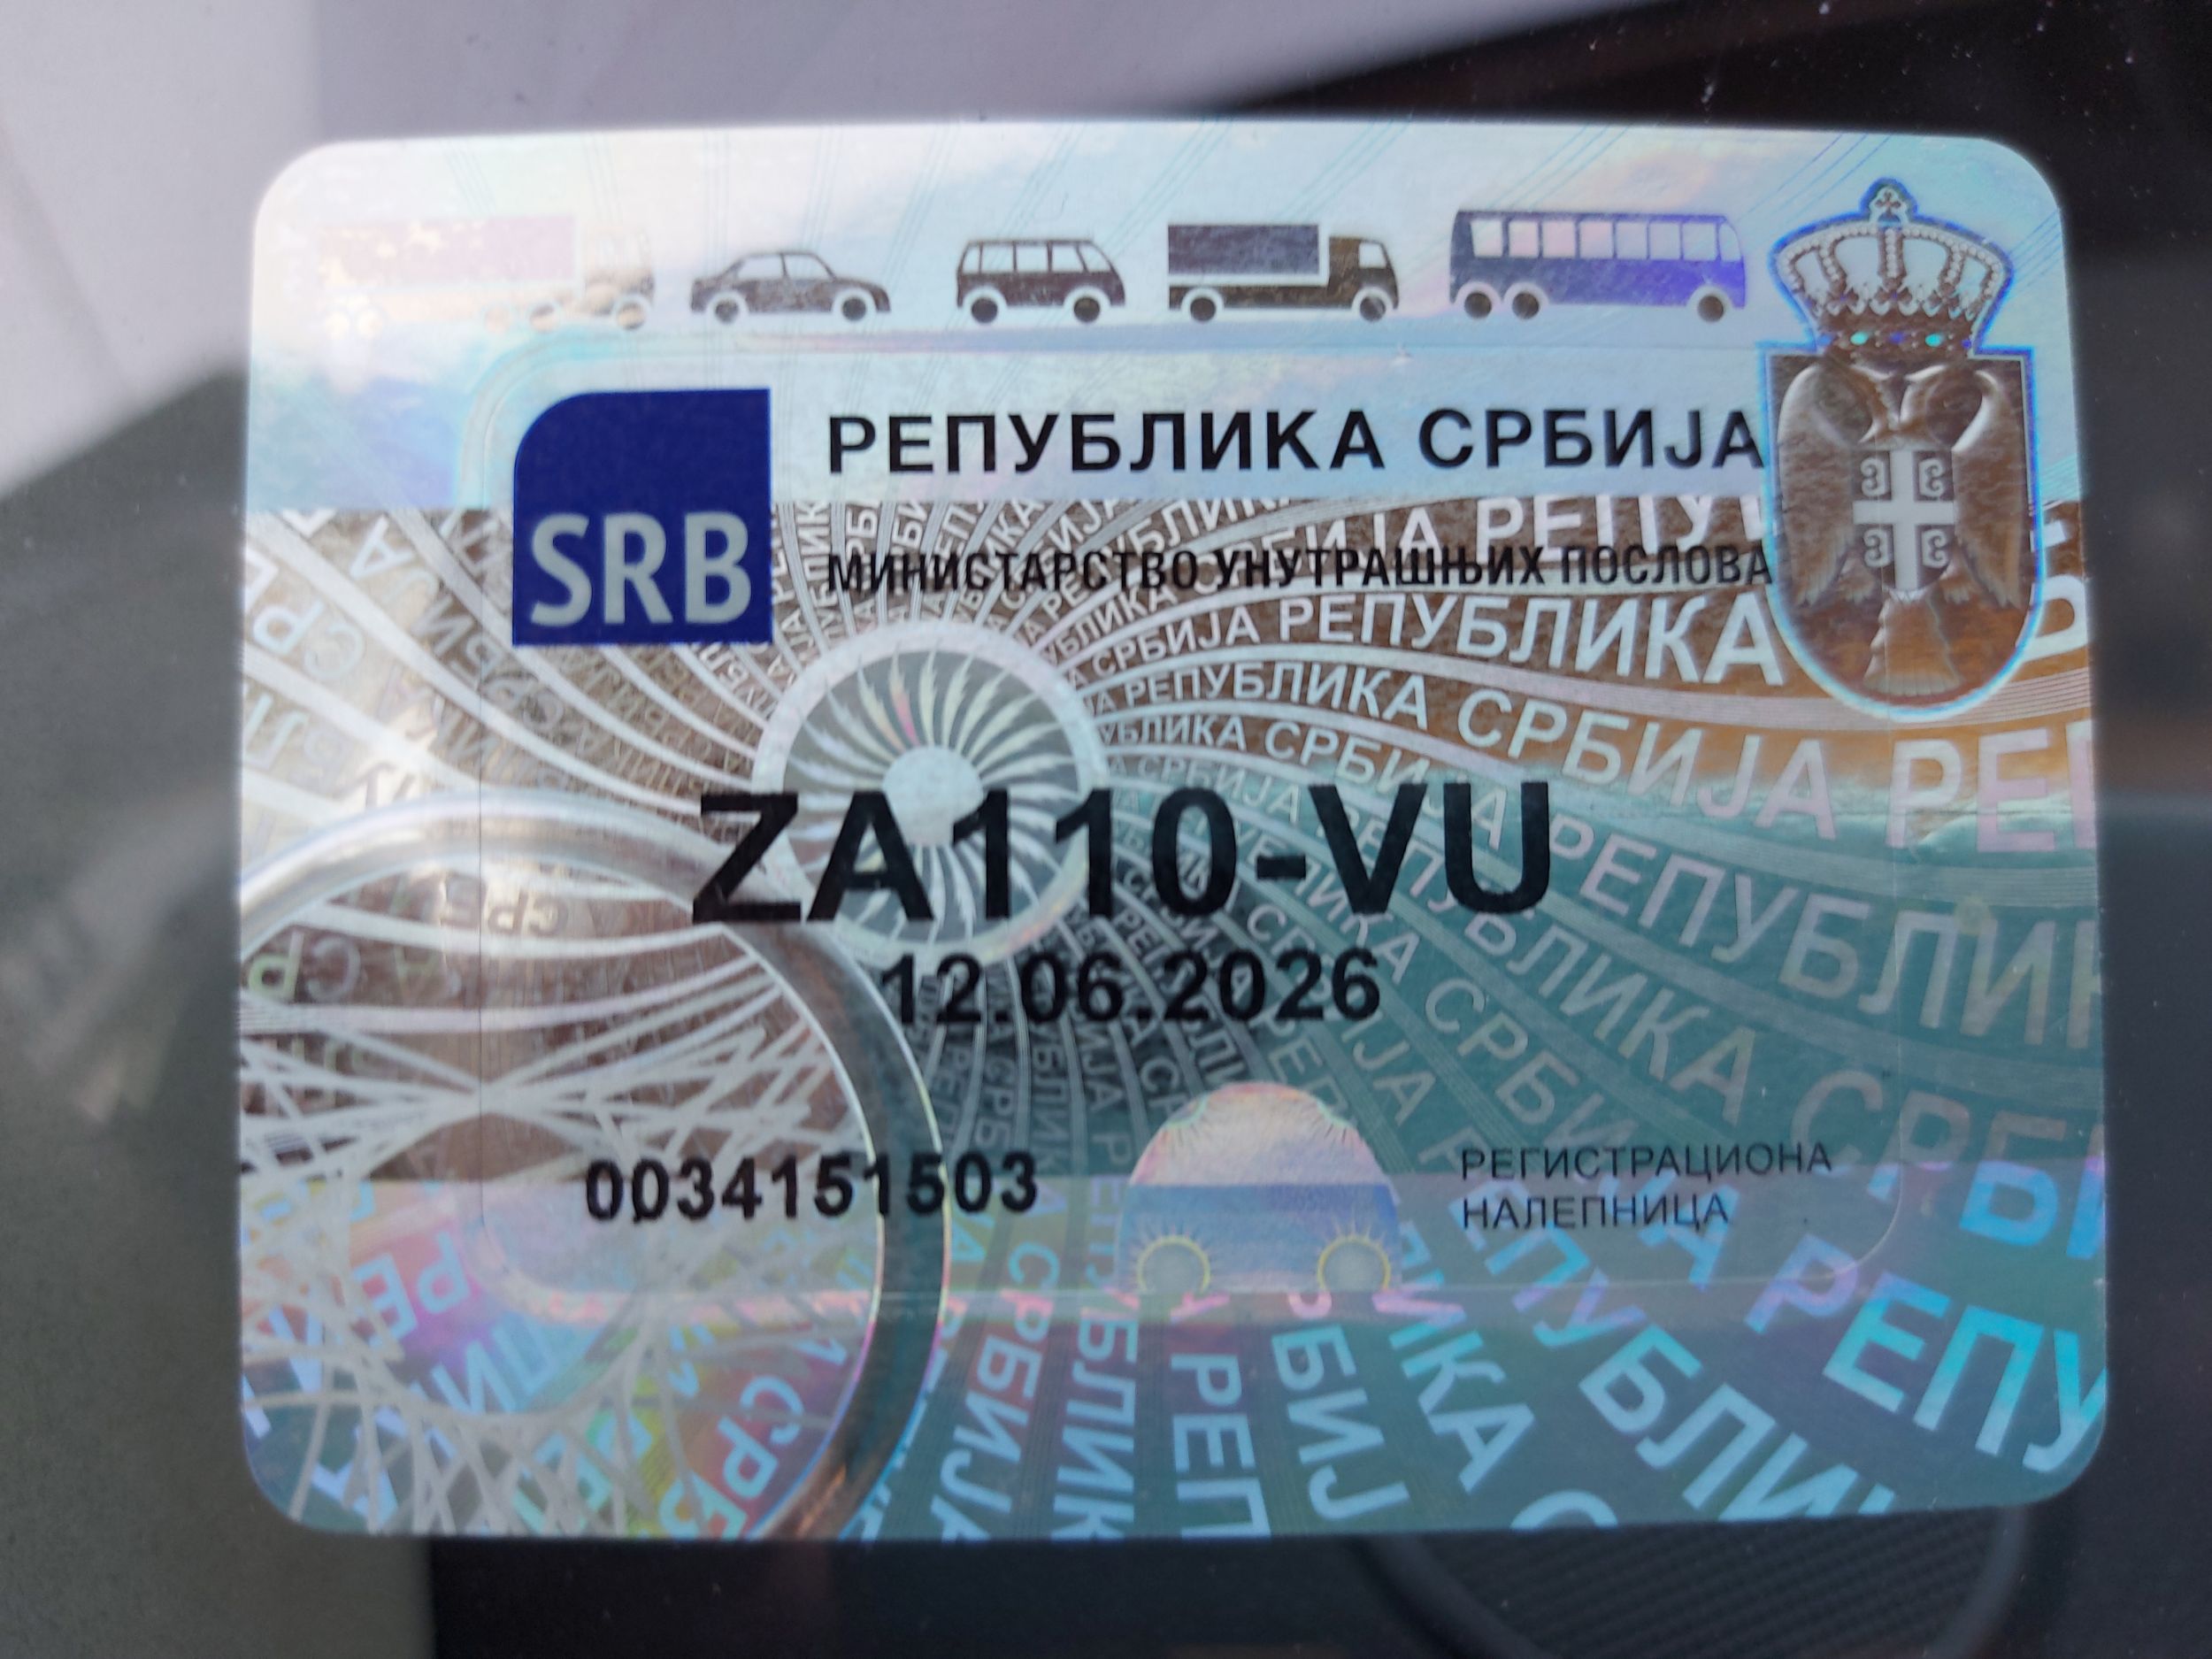 РЕПУБЛИКА СРБИЈА
SRB
МИНИСТАРСТВО УНУТРАШЊИХ ПОСЛОВА
ZA110-VU
12.06.2026
0034151503
РЕГИСТРАЦИОНА
НАЛЕПНИЦА